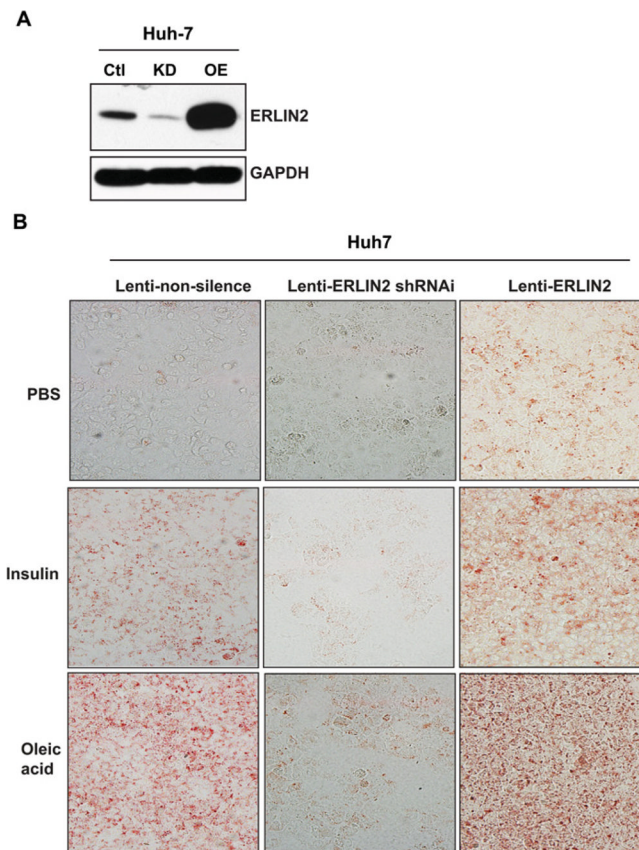 A
Huh-7
Ctl KD OE
ERLIN2
GAPDH
B
Huh7
Lenti-non-silence Lenti-ERLIN2 shRNAi Lenti-ERLIN2
PBS
Insulin
Oleic
acid